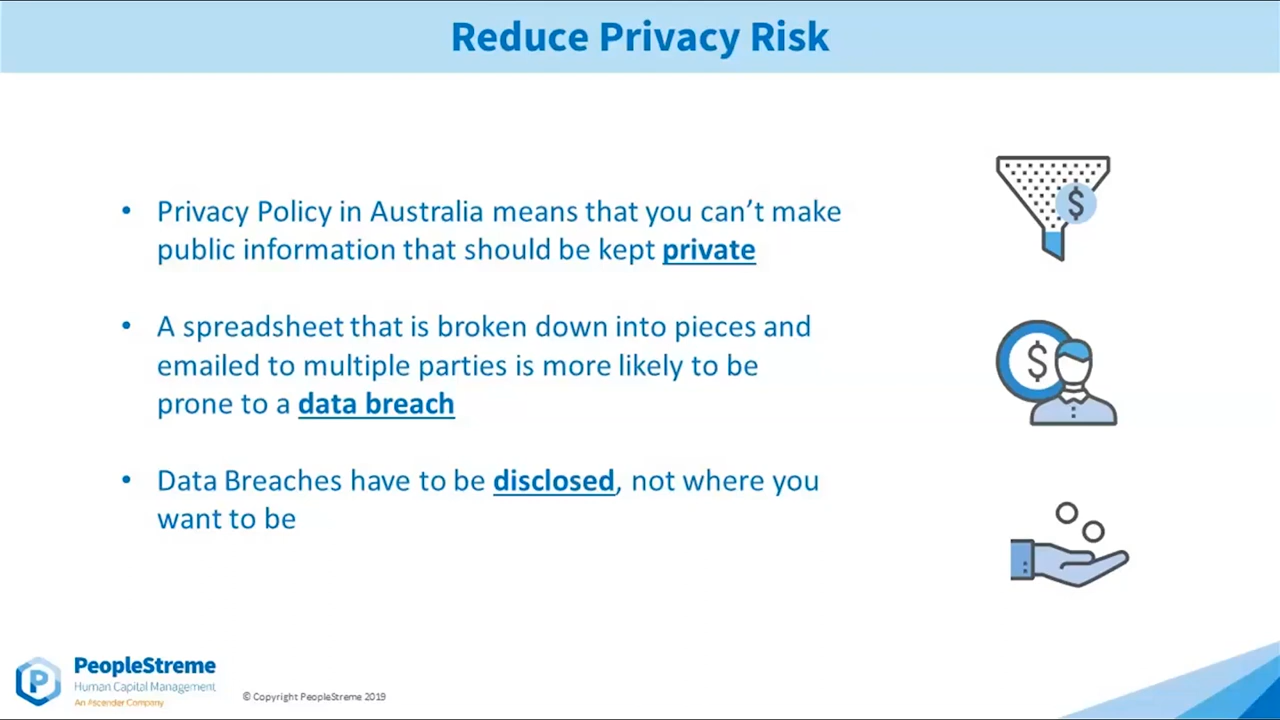 Reduce Privacy Risk
• Privacy Policy in Australia means that you can’t make
public information that should be kept private
• A spreadsheet that is broken down into pieces and
emailed to multiple parties is more likely to be
prone to a data breach
• Data Breaches have to be disclosed, not where you
want to be
$
$
P
PeopleStreme
Human Capital Management
An Ascender Company
© Copyright PeopleStreme 2019